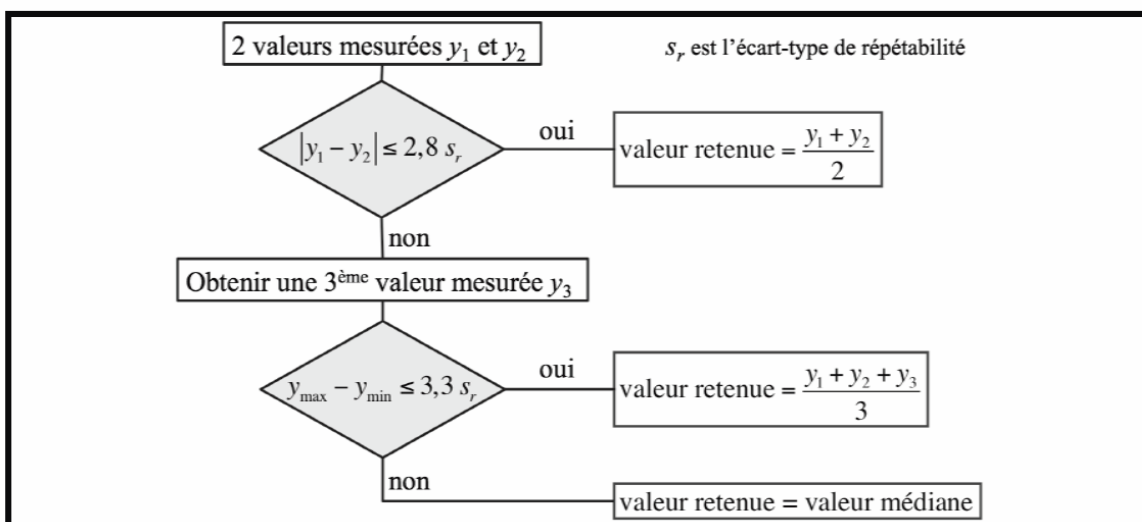 2 valeurs mesurées y₁ et y₂
sᵣ est l'écart-type de répétabilité
|y₁ − y₂| ≤ 2,8 sᵣ
oui
valeur retenue = (y₁ + y₂)/2
non
Obtenir une 3ème valeur mesurée y₃
y_max − y_min ≤ 3,3 sᵣ
oui
valeur retenue = (y₁ + y₂ + y₃)/3
non
valeur retenue = valeur médiane